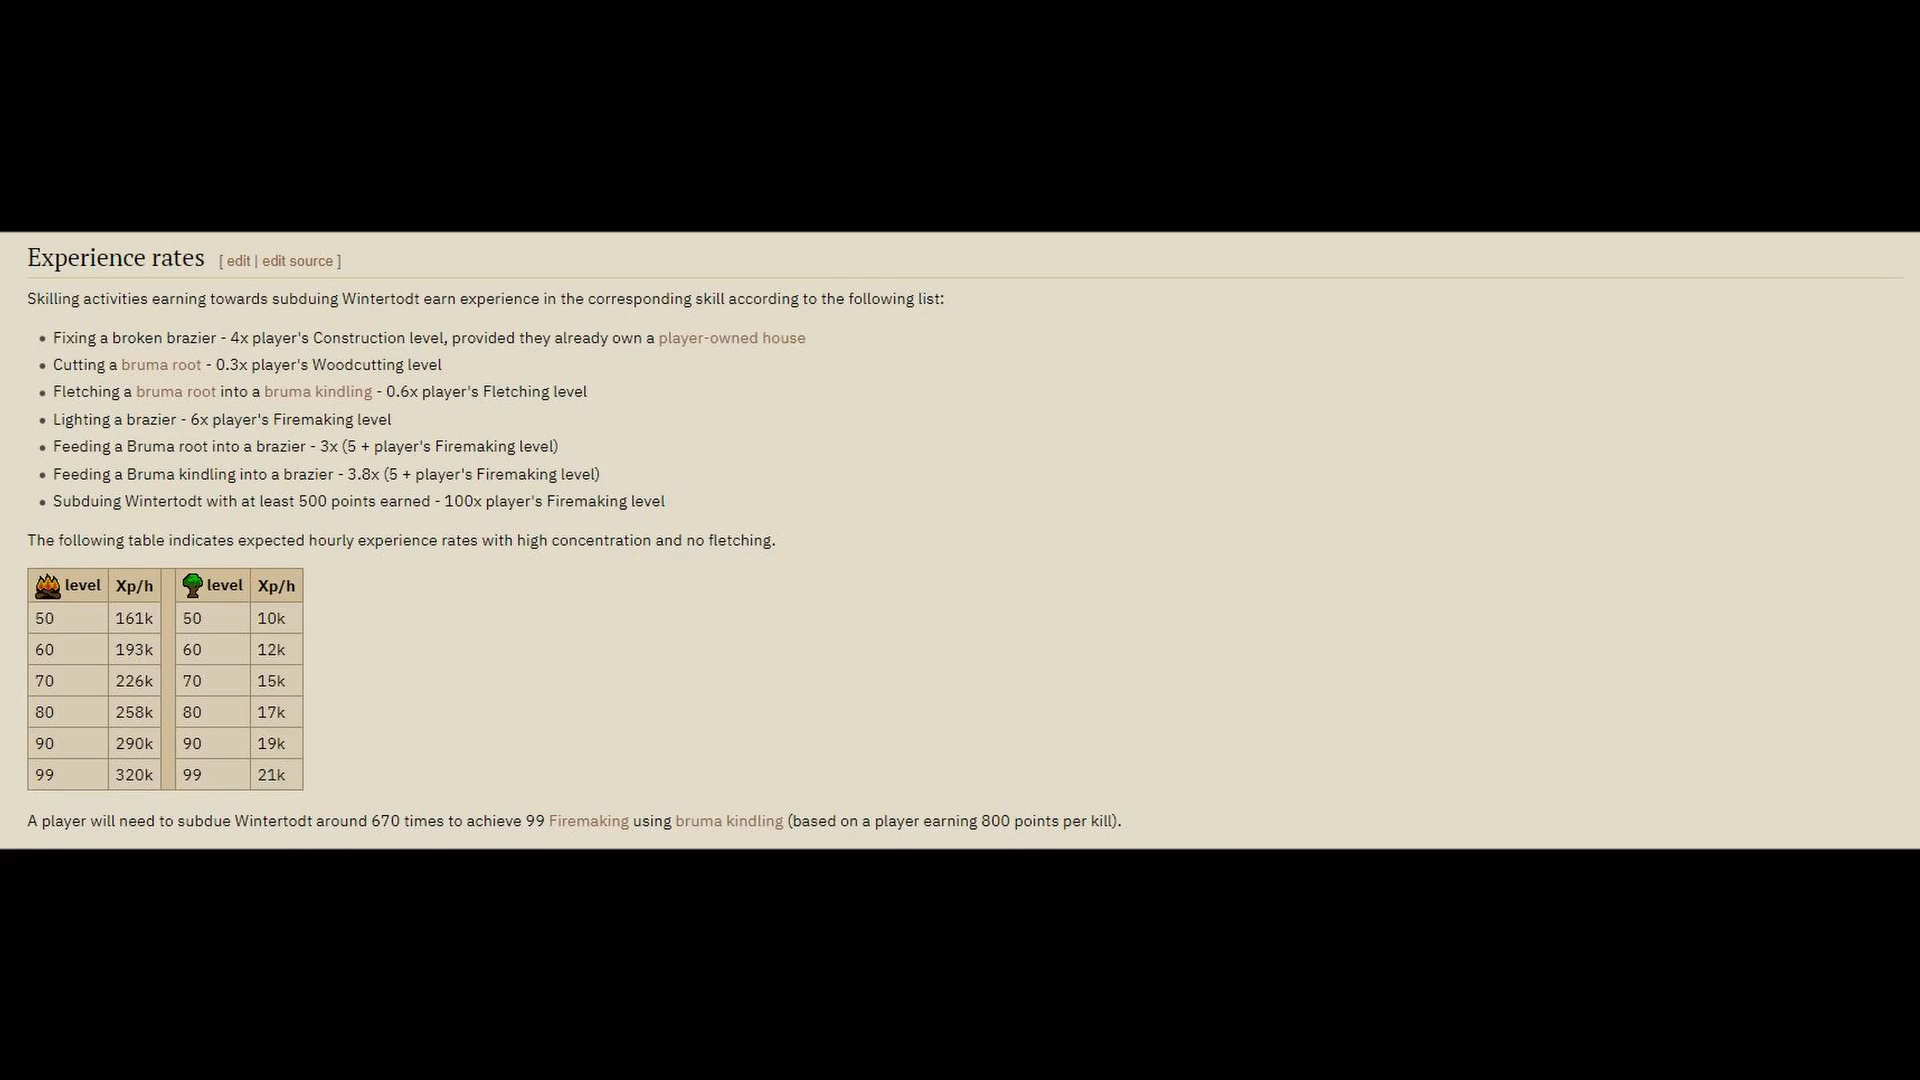 Experience rates [ edit | edit source ]
Skilling activities earning towards subduing Wintertodt earn experience in the corresponding skill according to the following list:
Fixing a broken brazier - 4x player's Construction level, provided they already own a player-owned house
Cutting a bruma root - 0.3x player's Woodcutting level
Fletching a bruma root into a bruma kindling - 0.6x player's Fletching level
Lighting a brazier - 6x player's Firemaking level
Feeding a Bruma root into a brazier - 3x (5 + player's Firemaking level)
Feeding a Bruma kindling into a brazier - 3.8x (5 + player's Firemaking level)
Subduing Wintertodt with at least 500 points earned - 100x player's Firemaking level
The following table indicates expected hourly experience rates with high concentration and no fletching.
level Xp/h level Xp/h
50 161k 50 10k
60 193k 60 12k
70 226k 70 15k
80 258k 80 17k
90 290k 90 19k
99 320k 99 21k
A player will need to subdue Wintertodt around 670 times to achieve 99 Firemaking using bruma kindling (based on a player earning 800 points per kill).